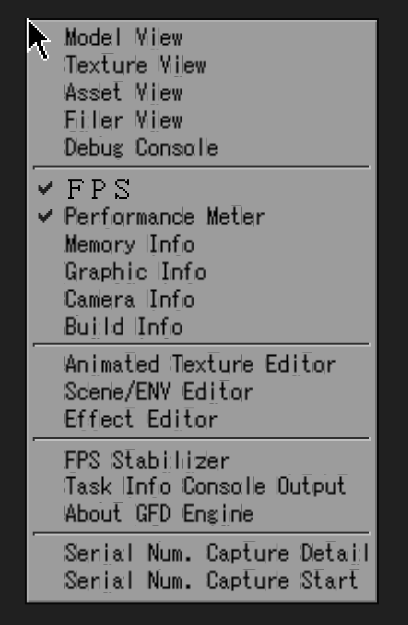 Model View
Texture View
Asset View
Filer View
Debug Console
ＦＰＳ
Performance Meter
Memory Info
Graphic Info
Camera Info
Build Info
Animated Texture Editor
Scene/ENV Editor
Effect Editor
FPS Stabilizer
Task Info Console Output
About GFD Engine
Serial Num. Capture Detail
Serial Num. Capture Start